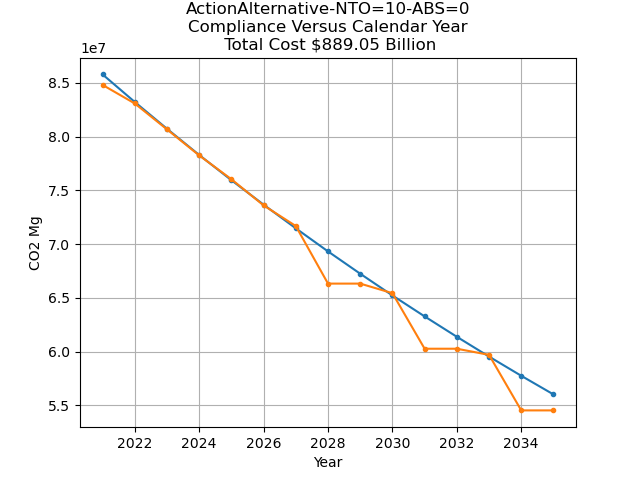 ActionAlternative-NTO=10-ABS=0
Compliance Versus Calendar Year
Total Cost $889.05 Billion
1e7
8.5
8.0
7.5
7.0
6.5
6.0
5.5
CO2 Mg
2022 2024 2026 2028 2030 2032 2034
Year